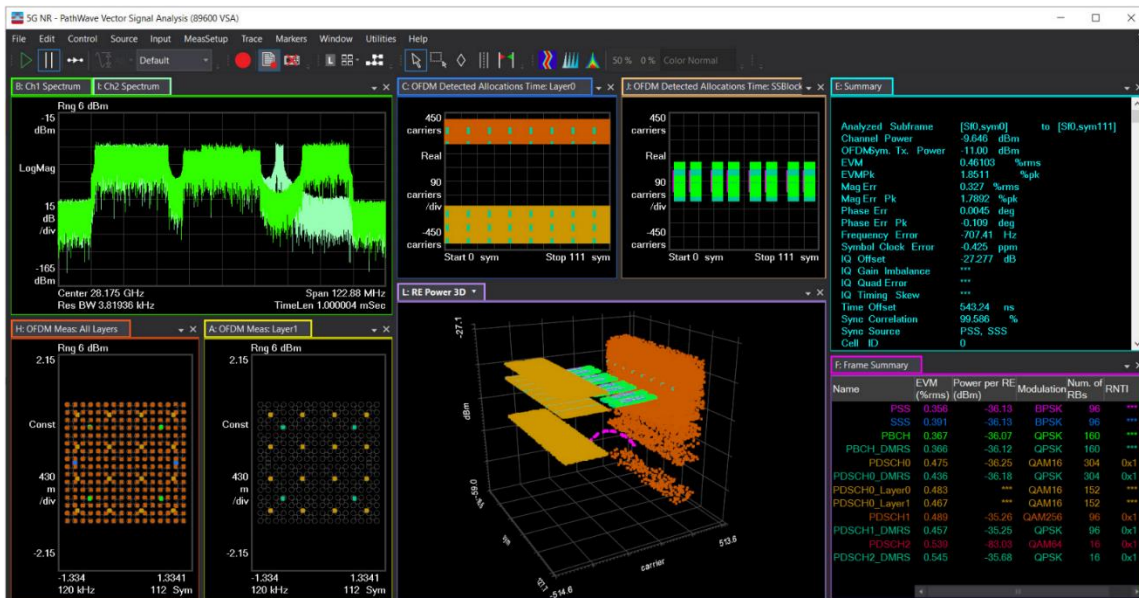 5G NR - PathWave Vector Signal Analysis (89600 VSA)
File Edit Control Source Input MeasSetup Trace Markers Window Utilities Help
Default
50 % 0 % Color Normal
B: Ch1 Spectrum I: Ch2 Spectrum
Rng 6 dBm
-15
dBm
LogMag
15
dB
/div
-165
dBm
Center 28.175 GHz Span 122.88 MHz
Res BW 3.81936 kHz TimeLen 1.000004 mSec
C: OFDM Detected Allocations Time: Layer0
450
carriers
Real
90
carriers
/div
-450
carriers
Start 0 sym Stop 111 sym
J: OFDM Detected Allocations Time: SSBlock
450
carriers
Real
90
carriers
/div
-450
carriers
Start 0 sym Stop 111 sym
E: Summary
Analyzed Subframe [Sf0,sym0] to [Sf0,sym111]
Channel Power -9.646 dBm
OFDMSym. Tx. Power -11.00 dBm
EVM 0.46103 %rms
EVMPk 1.8511 %pk
Mag Err 0.327 %rms
Mag Err Pk 1.7892 %pk
Phase Err 0.0045 deg
Phase Err Pk -0.109 deg
Frequency Error -707.41 Hz
Symbol Clock Error -0.425 ppm
IQ Offset -27.277 dB
IQ Gain Imbalance ***
IQ Quad Error ***
IQ Timing Skew ***
Time Offset 543.24 ns
Sync Correlation 99.586 %
Sync Source PSS, SSS
Cell ID 0
H: OFDM Meas: All Layers
Rng 6 dBm
2.15
Const
430
m
/div
-2.15
-1.334 1.3341
120 kHz 112 Sym
A: OFDM Meas: Layer1
Rng 6 dBm
2.15
Const
430
m
/div
-2.15
-1.334 1.3341
120 kHz 112 Sym
L: RE Power 3D
-27.1
dBm
-59.0
carrier
513.6
-514.6
F: Frame Summary
Name EVM (%rms) Power per RE (dBm) Modulation Num. of RBs RNTI
PSS 0.356 -36.13 BPSK 96 ***
SSS 0.391 -36.13 BPSK 96 ***
PBCH 0.367 -36.07 QPSK 160 ***
PBCH_DMRS 0.366 -36.12 QPSK 160 ***
PDSCH0 0.475 -36.25 QAM16 304 0x1
PDSCH0_DMRS 0.436 -36.18 QPSK 304 0x1
PDSCH0_Layer0 0.483 *** QAM16 152 ***
PDSCH0_Layer1 0.467 *** QAM16 152 ***
PDSCH1 0.489 -35.26 QAM256 96 0x1
PDSCH1_DMRS 0.457 -35.25 QPSK 96 0x1
PDSCH2 0.539 QAM64 16 0x1
PDSCH2_DMRS 0.545 -35.68 QPSK 16 0x1